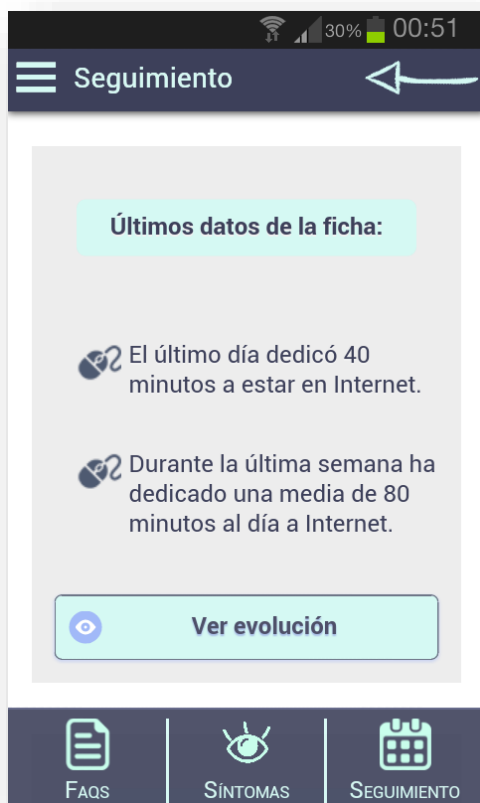 30% 00:51
Seguimiento
Últimos datos de la ficha:
El último día dedicó 40
minutos a estar en Internet.
Durante la última semana ha
dedicado una media de 80
minutos al día a Internet.
Ver evolución
FAQS SÍNTOMAS SEGUIMIENTO